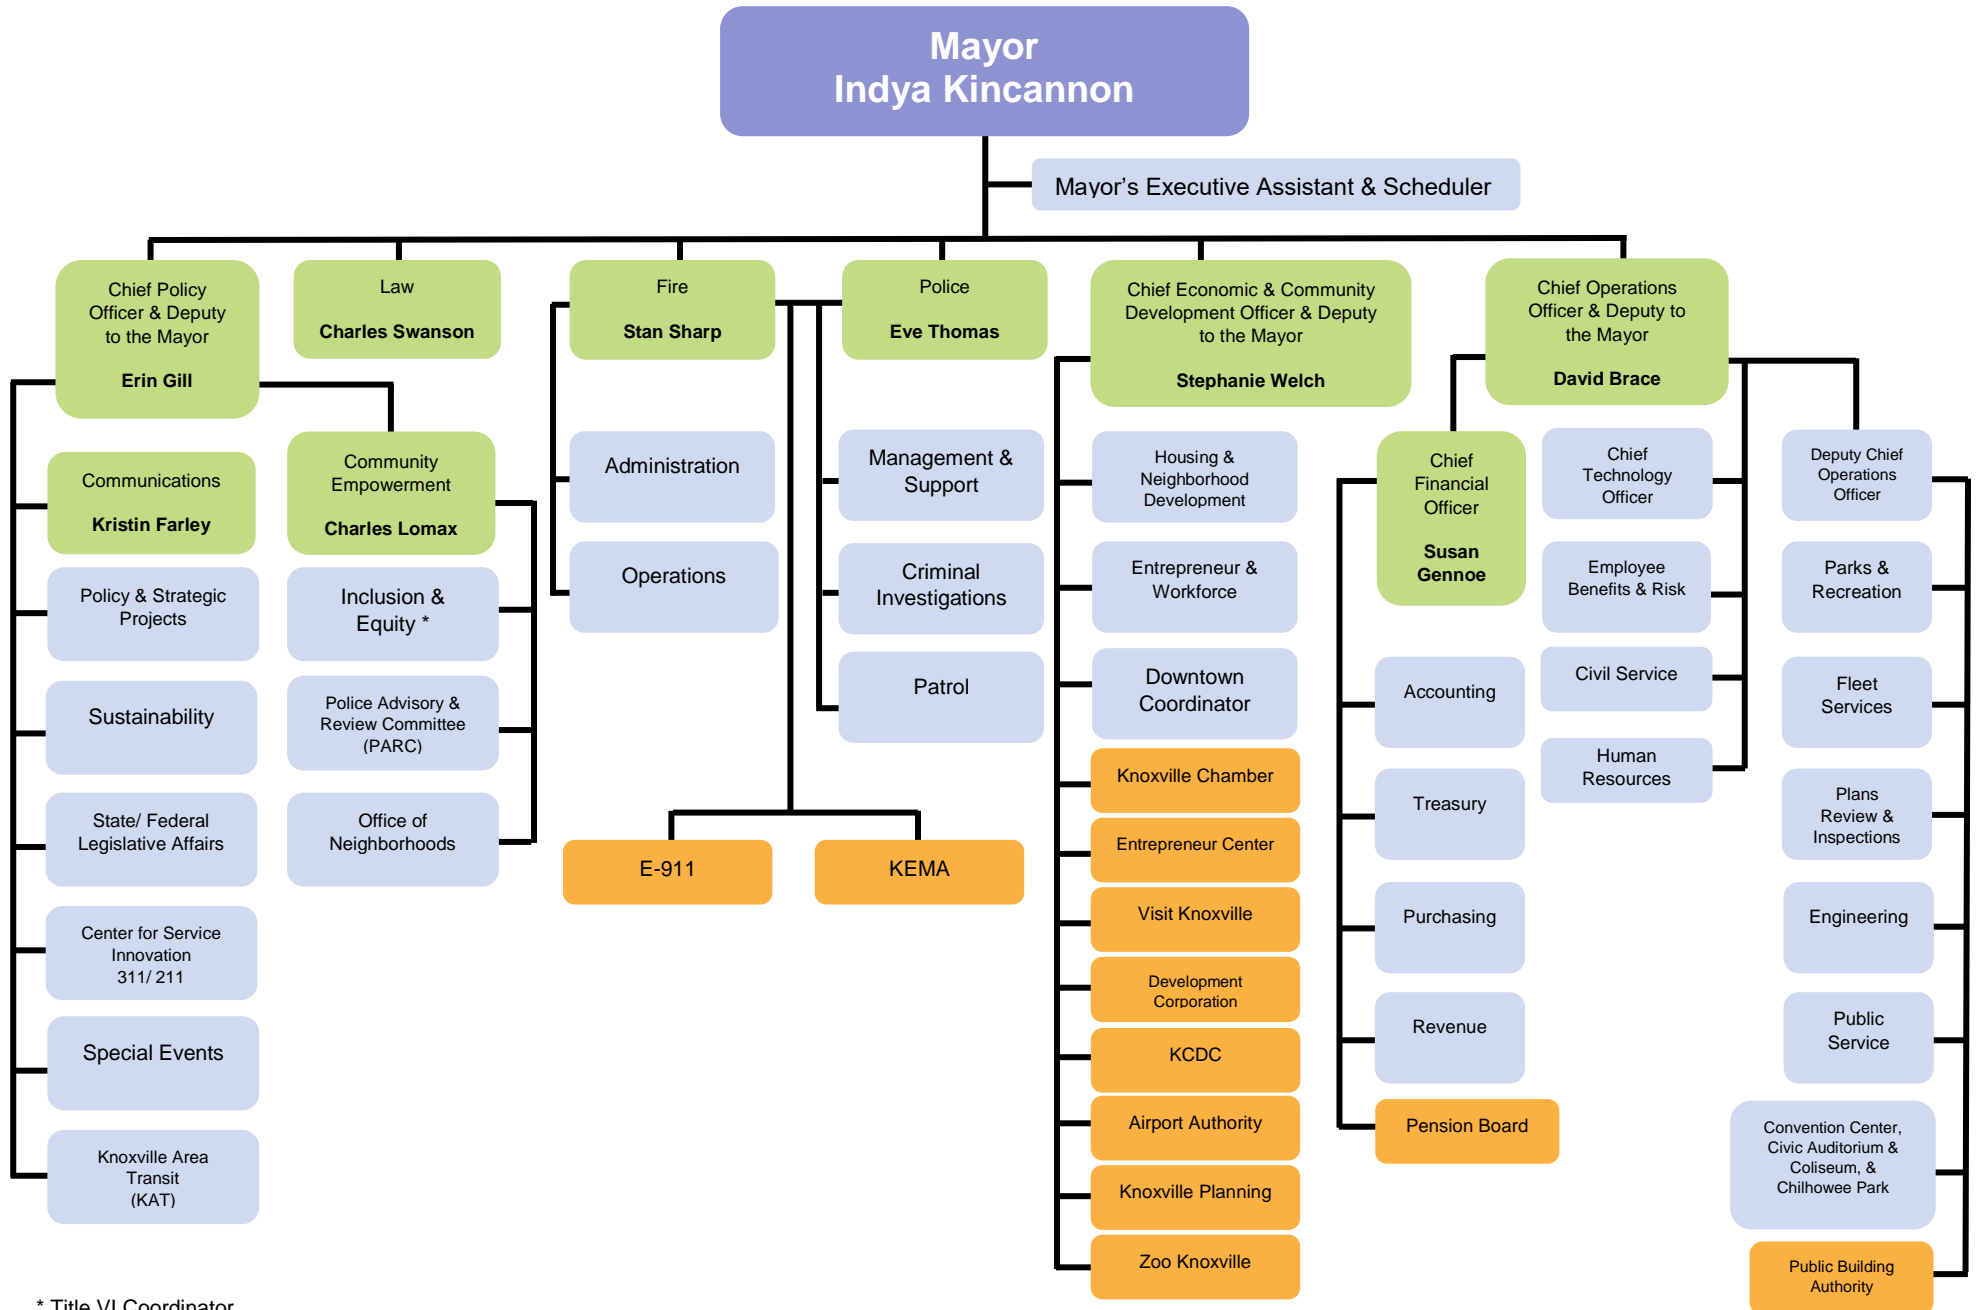 Mayor
Indya Kincannon
Mayor's Executive Assistant & Scheduler
Chief Policy
Officer & Deputy
to the Mayor
Erin Gill
Law
Charles Swanson
Fire
Stan Sharp
Police
Eve Thomas
Chief Economic & Community
Development Officer & Deputy
to the Mayor
Stephanie Welch
Chief Operations
Officer & Deputy to
the Mayor
David Brace
Communications
Kristin Farley
Policy & Strategic
Projects
Sustainability
State/ Federal
Legislative Affairs
Center for Service
Innovation
311/ 211
Special Events
Knoxville Area
Transit
(KAT)
Community
Empowerment
Charles Lomax
Inclusion &
Equity *
Police Advisory &
Review Committee
(PARC)
Office of
Neighborhoods
Administration
Operations
Management &
Support
Criminal
Investigations
Patrol
E-911
KEMA
Housing &
Neighborhood
Development
Entrepreneur &
Workforce
Downtown
Coordinator
Knoxville Chamber
Entrepreneur Center
Visit Knoxville
Development
Corporation
KCDC
Airport Authority
Knoxville Planning
Zoo Knoxville
Chief
Financial
Officer
Susan
Gennoe
Accounting
Treasury
Purchasing
Revenue
Pension Board
Chief
Technology
Officer
Employee
Benefits & Risk
Civil Service
Human
Resources
Deputy Chief
Operations
Officer
Parks &
Recreation
Fleet
Services
Plans
Review &
Inspections
Engineering
Public
Service
Convention Center,
Civic Auditorium &
Coliseum, &
Chilhowee Park
Public Building
Authority
* Title VI Coordinator